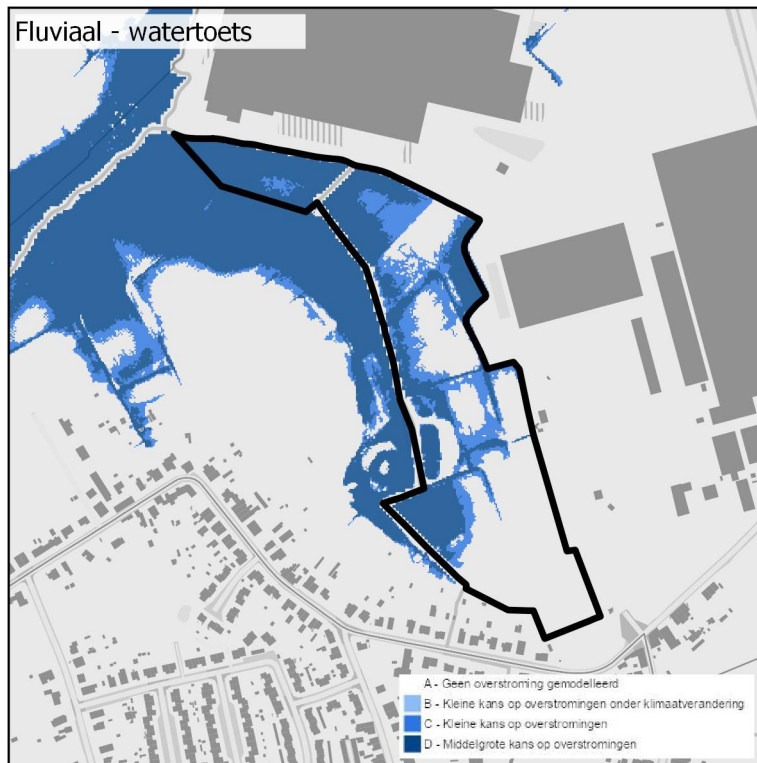 Fluviaal - watertoets
A - Geen overstroming gemodelleerd
B - Kleine kans op overstromingen onder klimaatverandering
C - Kleine kans op overstromingen
D - Middelgrote kans op overstromingen